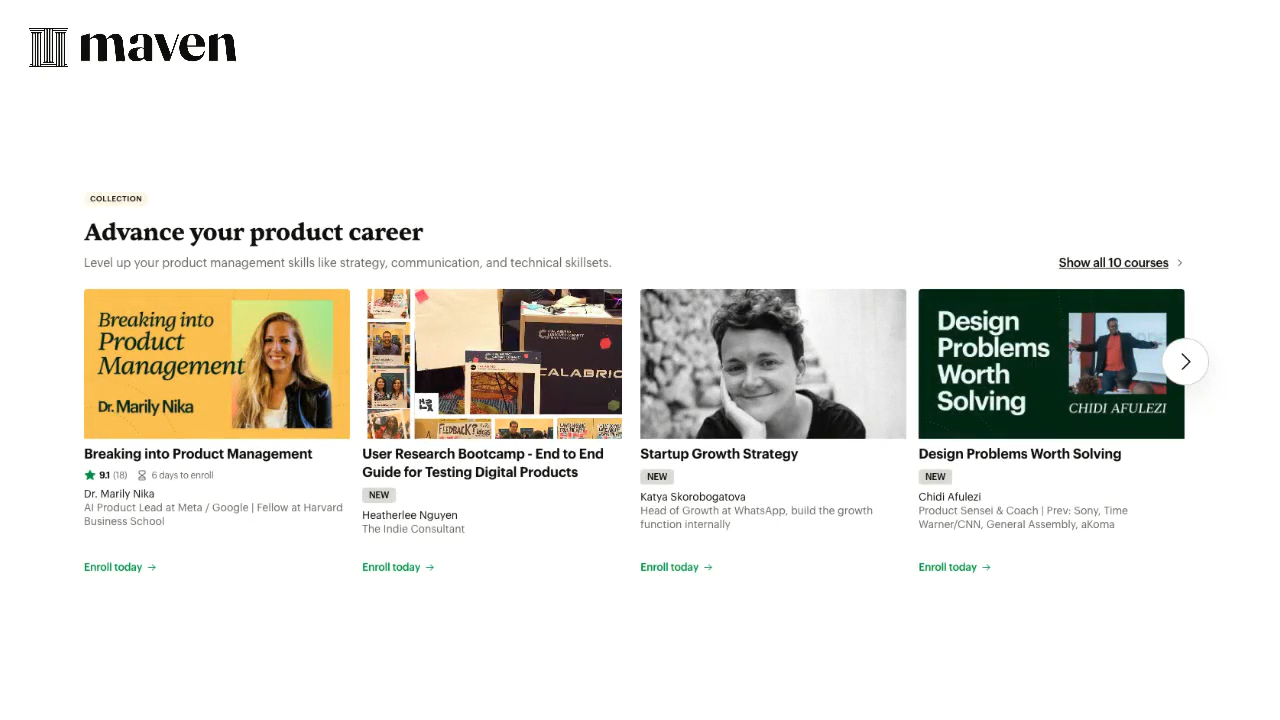 maven
COLLECTION
Advance your product career
Level up your product management skills like strategy, communication, and technical skillsets.
Show all 10 courses
Breaking into
Product
Management
Dr. Marily Nika
CALABRIO
FEEDBACK?
Design
Problems
Worth
Solving
CHIDI AFULEZI
Breaking into Product Management
9.1 (18) 6 days to enroll
Dr. Marily Nika
AI Product Lead at Meta / Google | Fellow at Harvard
Business School
Enroll today →
User Research Bootcamp - End to End
Guide for Testing Digital Products
NEW
Heatherlee Nguyen
The Indie Consultant
Enroll today →
Startup Growth Strategy
NEW
Katya Skorobogatova
Head of Growth at WhatsApp, build the growth
function internally
Enroll today →
Design Problems Worth Solving
NEW
Chidi Afulezi
Product Sensei & Coach | Prev: Sony, Time
Warner/CNN, General Assembly, aKoma
Enroll today →